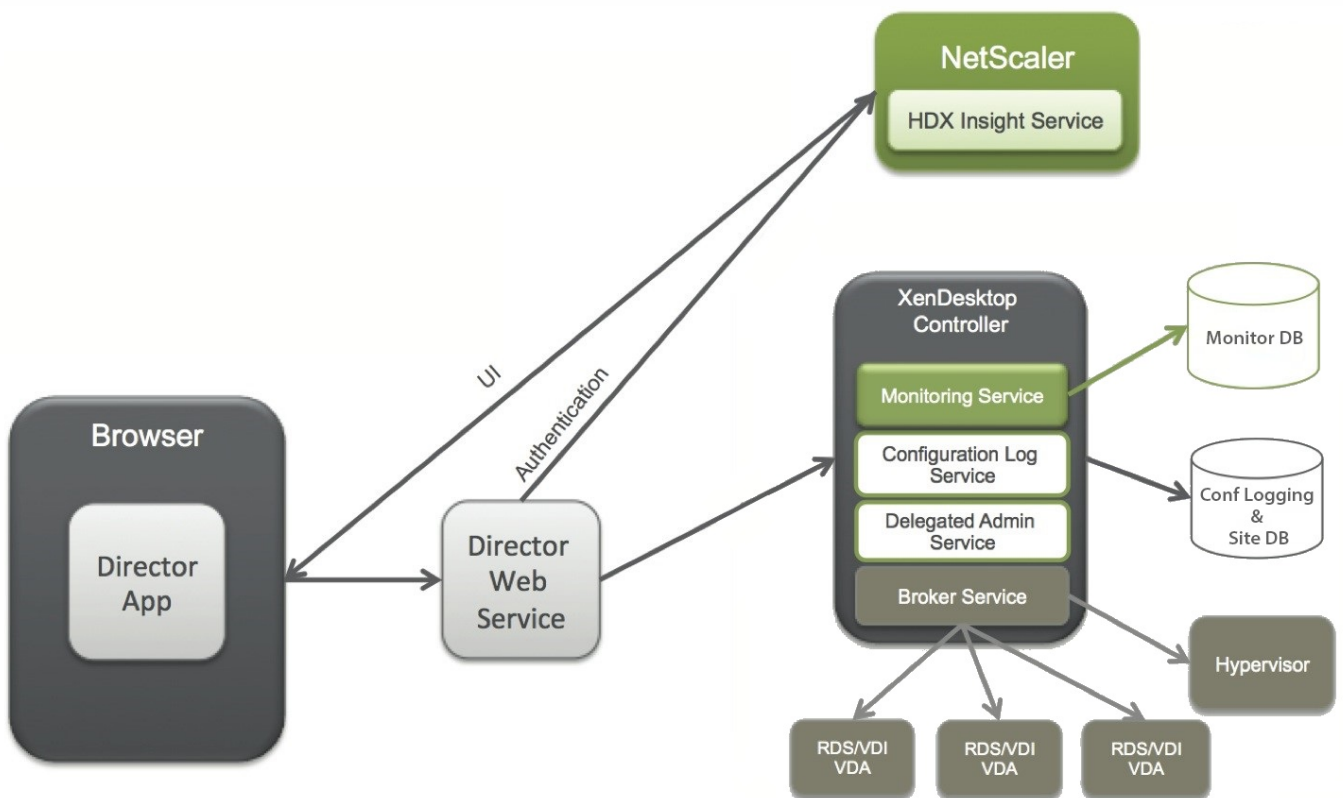 NetScaler
HDX Insight Service
XenDesktop
Controller
Monitor DB
UI
Monitoring Service
Authentication
Browser
Configuration Log
Service
Conf Logging
&
Site DB
Delegated Admin
Service
Director
App
Director
Web
Service
Broker Service
Hypervisor
RDS/VDI
VDA
RDS/VDI
VDA
RDS/VDI
VDA